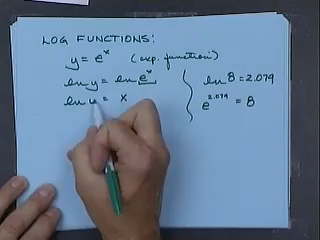 LOG FUNCTIONS:
y = e^x (exp. function)
ln y = ln e^x
ln y = x
ln 8 = 2.079
e^2.079 = 8